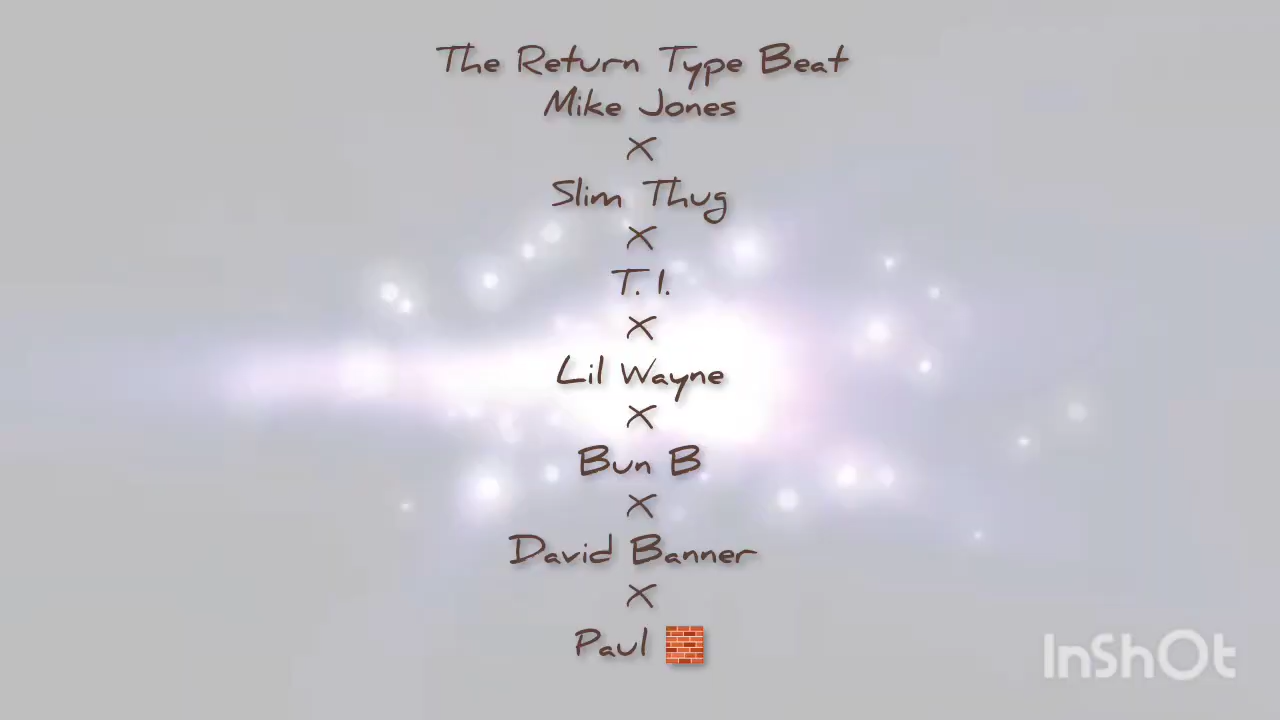 The Return Type Beat
Mike Jones
X
Slim Thug
X
T. I.
X
Lil Wayne
X
Bun B
X
David Banner
X
Paul 🧱
InShOt